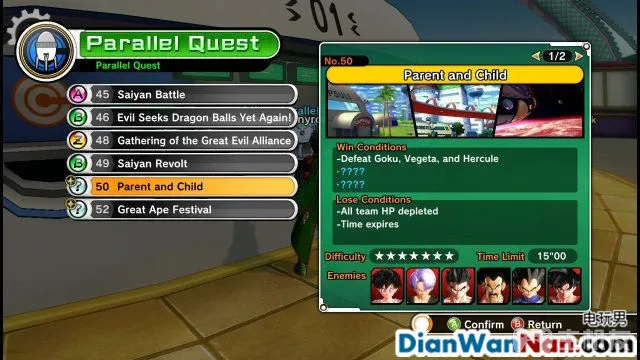 01
Parallel Quest
Parallel Quest
A 45 Saiyan Battle
B 46 Evil Seeks Dragon Balls Yet Again!
Z 48 Gathering of the Great Evil Alliance
B 49 Saiyan Revolt
? 50 Parent and Child
? 52 Great Ape Festival
No.50
1/2
Parent and Child
Win Conditions
-Defeat Goku, Vegeta, and Hercule
-????
-????
Lose Conditions
-All team HP depleted
-Time expires
Difficulty ★★★★★★★ Time Limit 15"00
Enemies
A Confirm B Return
电玩男
DianWanNan.com